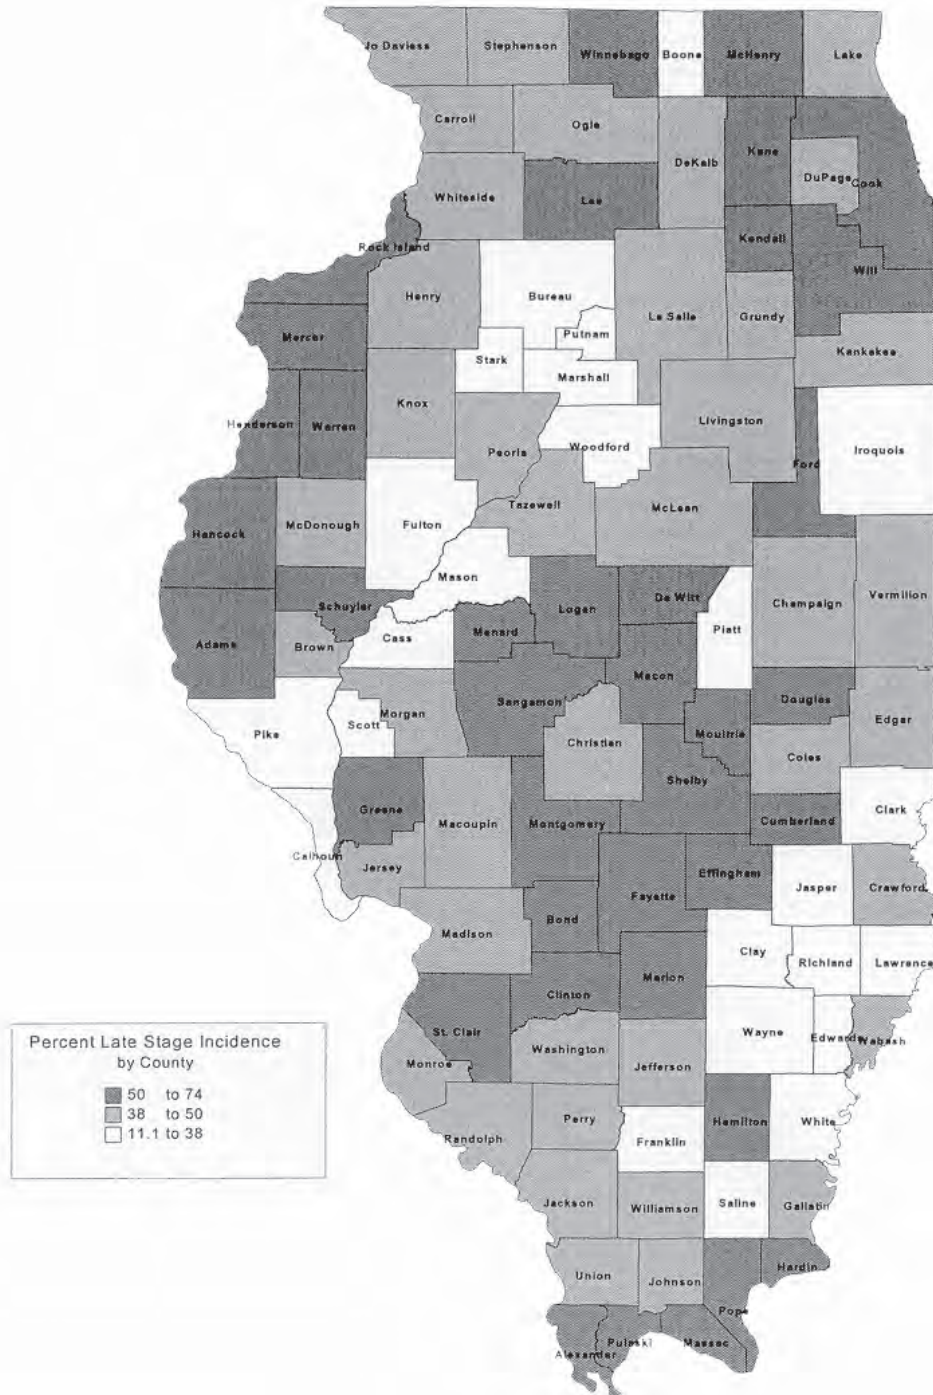 Jo Daviess Stephenson Winnebago Boone McHenry Lake
Carroll Ogle DeKalb Kane DuPage Cook
Whiteside Lee Kendall Will
Rock Island Henry Bureau Putnam La Salle Grundy Kankakee
Mercer Stark Marshall
Henderson Warren Knox Peoria Woodford Livingston Ford Iroquois
Hancock McDonough Fulton Tazewell McLean
Mason
Schuyler Logan De Witt Piatt Champaign Vermilion
Adams Brown Cass Menard Macon
Pike Scott Morgan Sangamon Christian Moultrie Douglas Edgar
Coles
Greene Macoupin Montgomery Shelby Cumberland Clark
Calhoun Jersey Fayette Effingham Jasper Crawford
Madison Bond Clay Richland Lawrence
Marion
St. Clair Clinton Wayne Edwards Wabash
Monroe Washington Jefferson
Randolph Perry Franklin Hamilton White
Jackson Williamson Saline Gallatin
Union Johnson Pope Hardin
Alexander Pulaski Massac
Percent Late Stage Incidence
by County
50 to 74
38 to 50
11.1 to 38